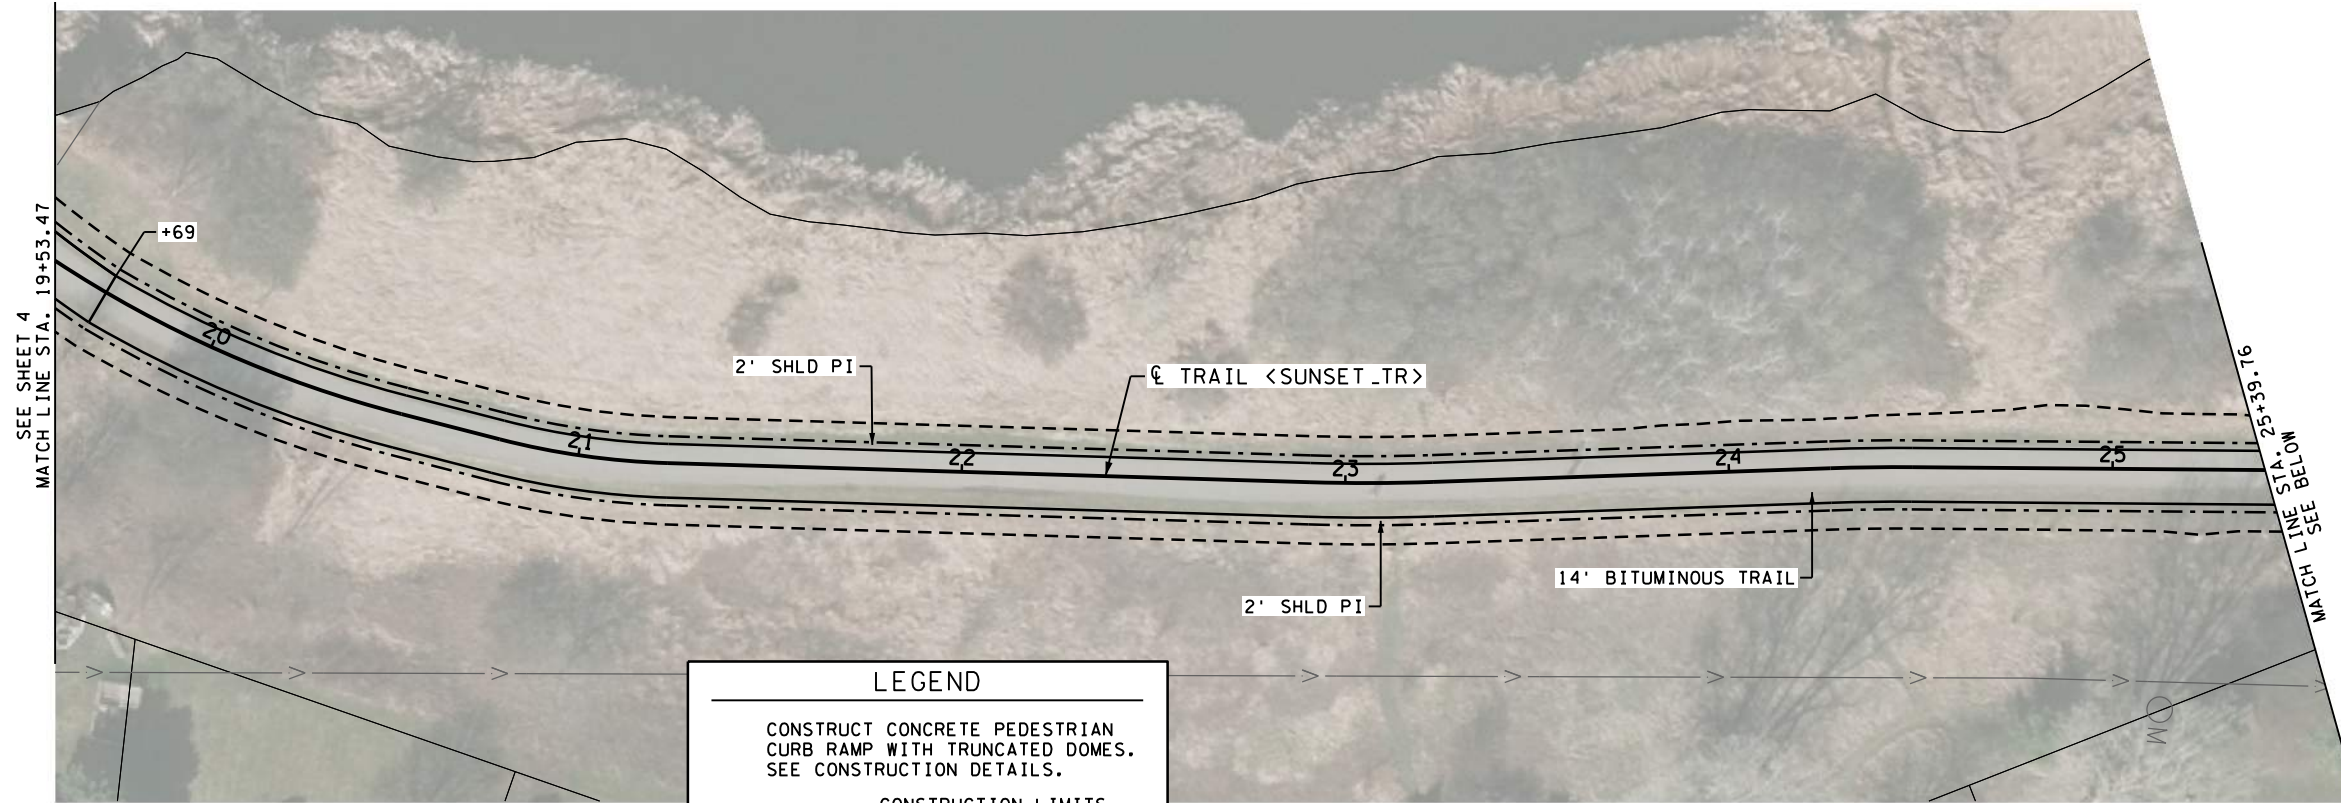 SEE SHEET 4
MATCH LINE STA. 19+53.47
+69
20
21
2' SHLD PI
22
℄ TRAIL <SUNSET_TR>
23
24
25
2' SHLD PI
14' BITUMINOUS TRAIL
MATCH LINE STA. 25+39.76
SEE BELOW
OM
LEGEND
CONSTRUCT CONCRETE PEDESTRIAN
CURB RAMP WITH TRUNCATED DOMES.
SEE CONSTRUCTION DETAILS.
CONSTRUCTION LIMITS